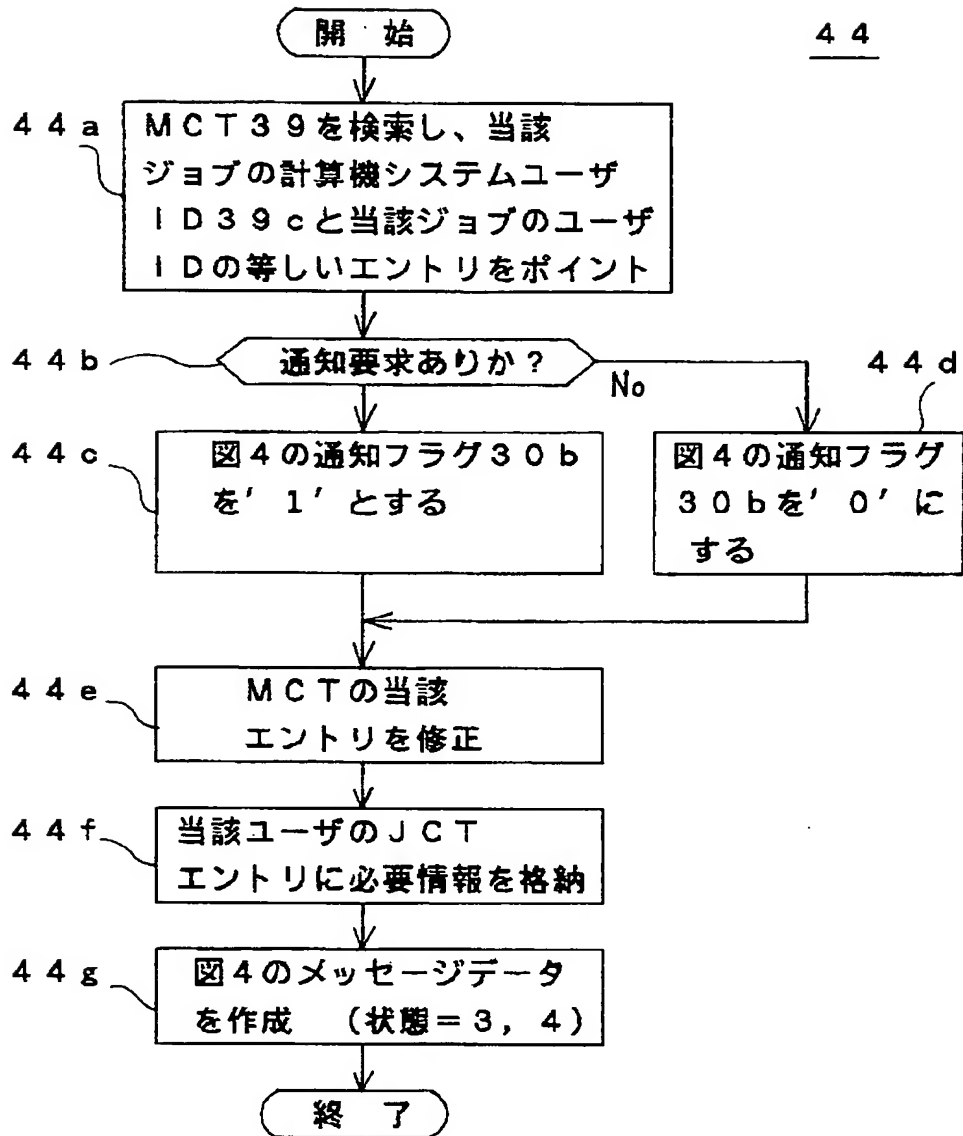 開 始
４４
４４a
MCT39を検索し、当該
ジョブの計算機システムユーザ
ID39cと当該ジョブのユーザ
IDの等しいエントリをポイント
４４b
通知要求ありか？
No
４４d
４４c
図4の通知フラグ30b
を'1'とする
図4の通知フラグ
30bを'0'に
する
４４e
MCTの当該
エントリを修正
４４f
当該ユーザのJCT
エントリに必要情報を格納
４４g
図4のメッセージデータ
を作成 （状態＝3，4）
終 了